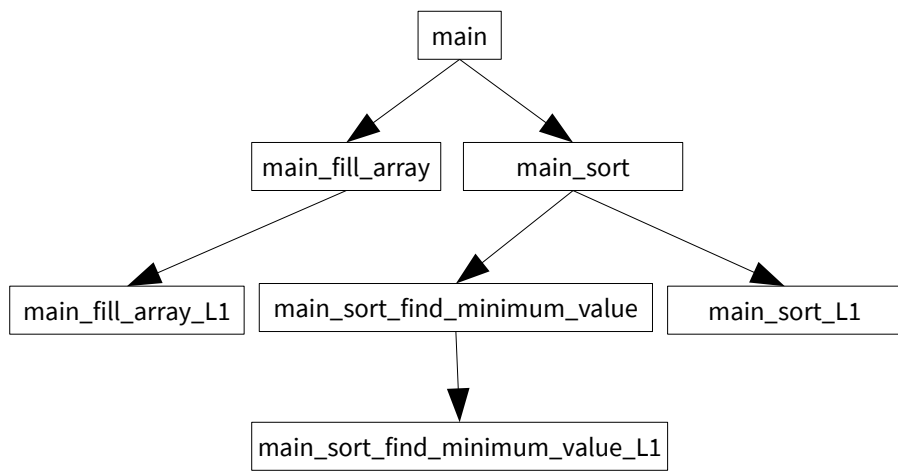 main
main_fill_array
main_sort
main_fill_array_L1
main_sort_find_minimum_value
main_sort_L1
main_sort_find_minimum_value_L1